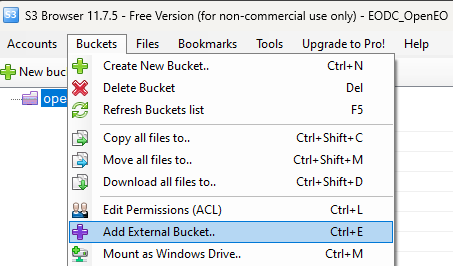 S3 S3 Browser 11.7.5 - Free Version (for non-commercial use only) - EODC_OpenEO
Accounts Buckets Files Bookmarks Tools Upgrade to Pro! Help
New buc
Create New Bucket.. Ctrl+N
ope
Delete Bucket Del
Refresh Buckets list F5
Copy all files to.. Ctrl+Shift+C
Move all files to.. Ctrl+Shift+M
Download all files to.. Ctrl+Shift+D
Edit Permissions (ACL) Ctrl+L
Add External Bucket.. Ctrl+E
Mount as Windows Drive.. Ctrl+M